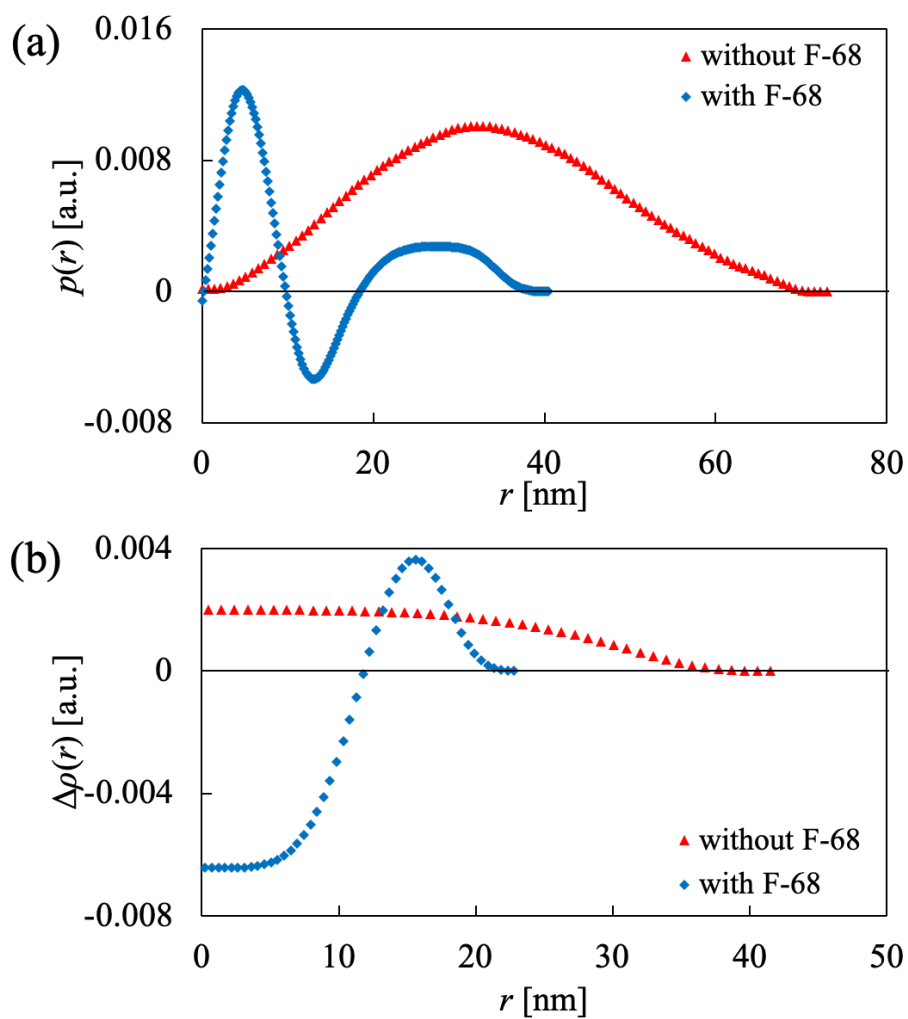 (a)
0.016
0.008
0
-0.008
p(r) [a.u.]
without F-68
with F-68
0 20 40 60 80
r [nm]
(b)
0.004
0
-0.004
-0.008
Δρ(r) [a.u.]
without F-68
with F-68
0 10 20 30 40 50
r [nm]